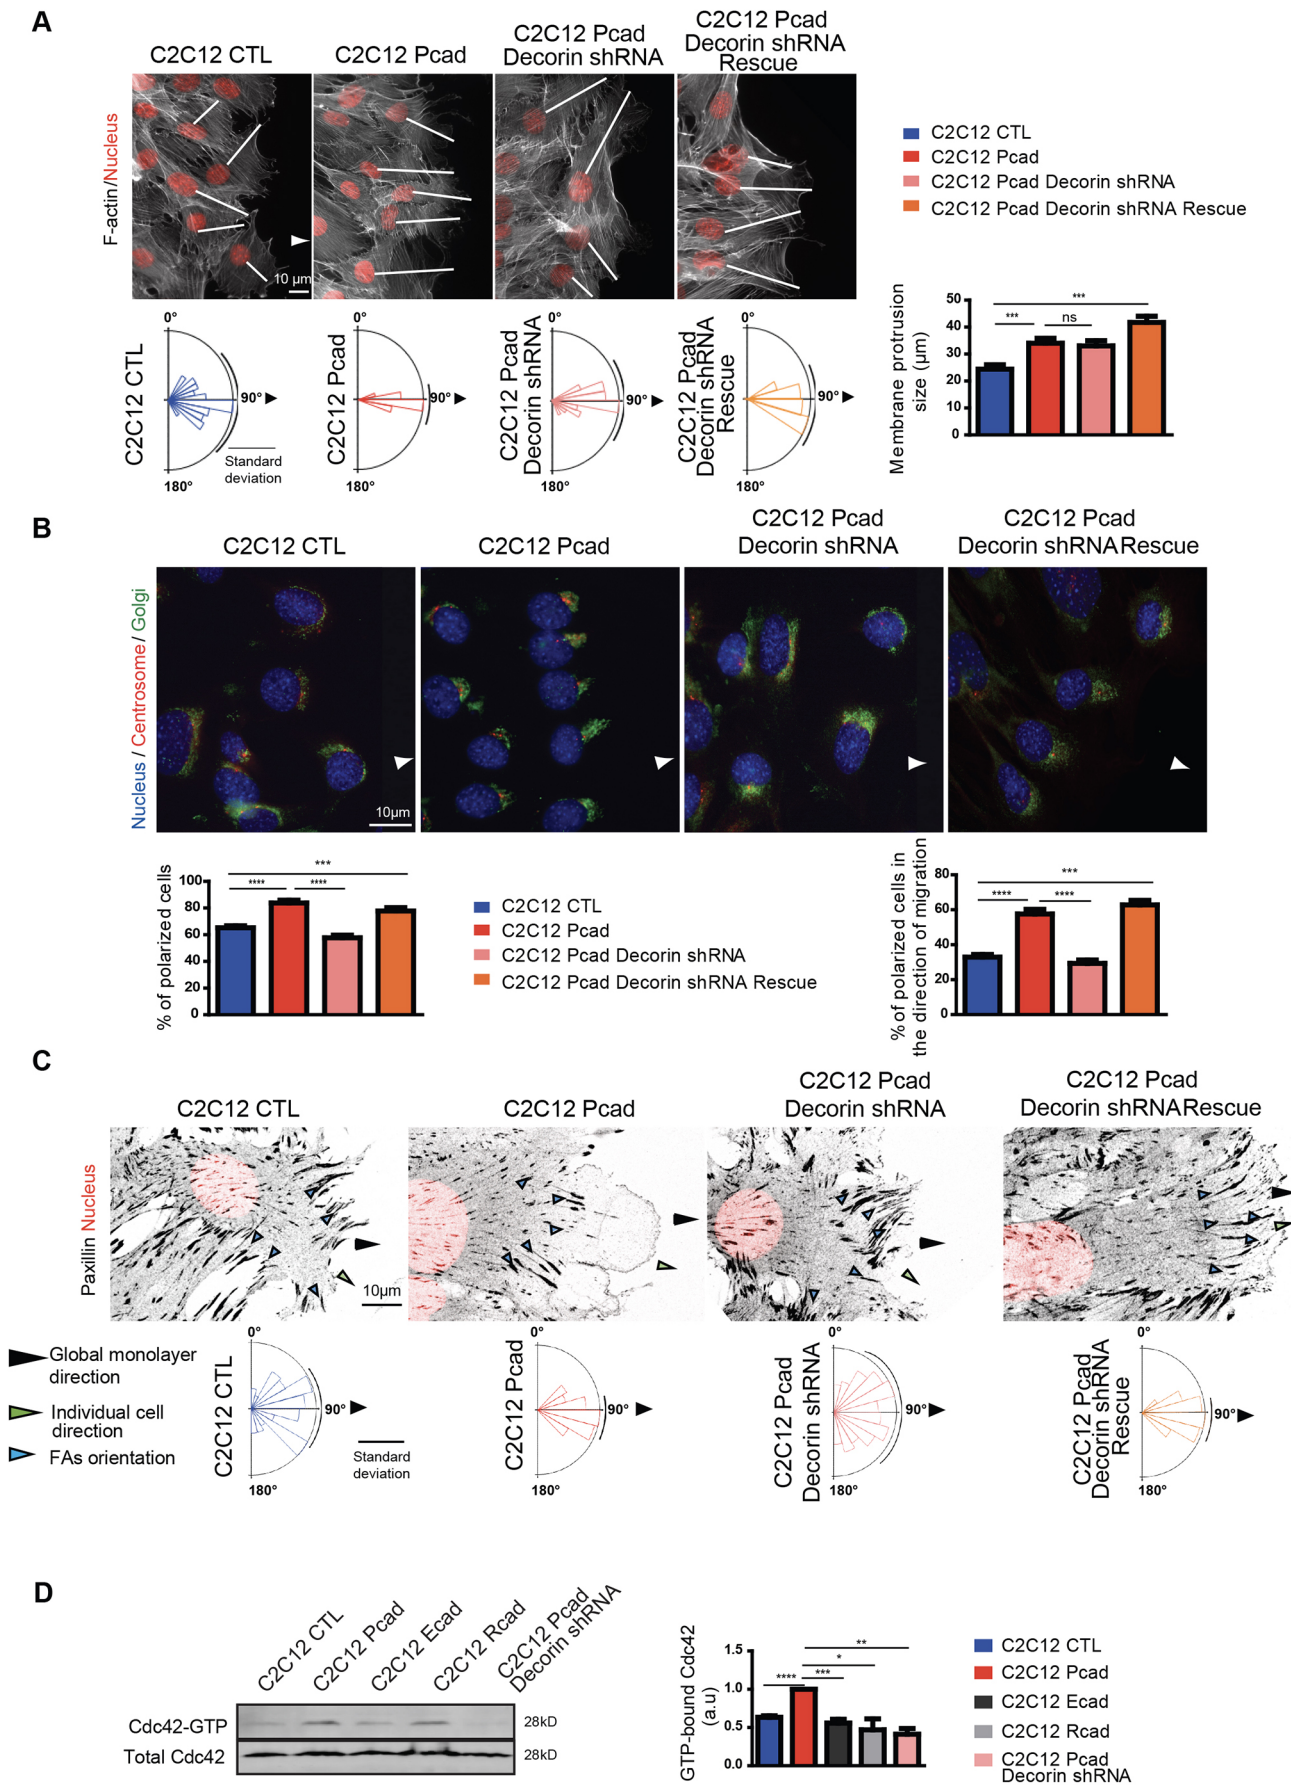 A
C2C12 CTL
C2C12 Pcad
C2C12 Pcad
Decorin shRNA
C2C12 Pcad
Decorin shRNA
Rescue
F-actin/Nucleus
10 µm
C2C12 CTL
C2C12 Pcad
C2C12 Pcad Decorin shRNA
C2C12 Pcad Decorin shRNA Rescue
C2C12 CTL
0°
90°
180°
Standard
deviation
C2C12 Pcad
0°
90°
180°
C2C12 Pcad
Decorin shRNA
0°
90°
180°
C2C12 Pcad
Decorin shRNA
Rescue
0°
90°
180°
Membrane protrusion
size (µm)
50
40
30
20
10
0
***
***
ns
B
C2C12 CTL
C2C12 Pcad
C2C12 Pcad
Decorin shRNA
C2C12 Pcad
Decorin shRNA Rescue
Nucleus / Centrosome / Golgi
10µm
% of polarized cells
100
80
60
40
20
0
***
****
****
C2C12 CTL
C2C12 Pcad
C2C12 Pcad Decorin shRNA
C2C12 Pcad Decorin shRNA Rescue
% of polarized cells in
the direction of migration
80
60
40
20
0
***
****
****
C
C2C12 CTL
C2C12 Pcad
C2C12 Pcad
Decorin shRNA
C2C12 Pcad
Decorin shRNA Rescue
Paxillin Nucleus
10µm
Global monolayer
direction
Individual cell
direction
FAs orientation
C2C12 CTL
0°
90°
180°
Standard
deviation
C2C12 Pcad
0°
90°
180°
C2C12 Pcad
Decorin shRNA
0°
90°
180°
C2C12 Pcad
Decorin shRNA
Rescue
0°
90°
180°
D
C2C12 CTL
C2C12 Pcad
C2C12 Ecad
C2C12 Rcad
C2C12 Pcad
Decorin shRNA
Cdc42-GTP
28kD
Total Cdc42
28kD
GTP-bound Cdc42
(a.u)
1.5
1.0
0.5
0.0
**
*
****
***
C2C12 CTL
C2C12 Pcad
C2C12 Ecad
C2C12 Rcad
C2C12 Pcad
Decorin shRNA